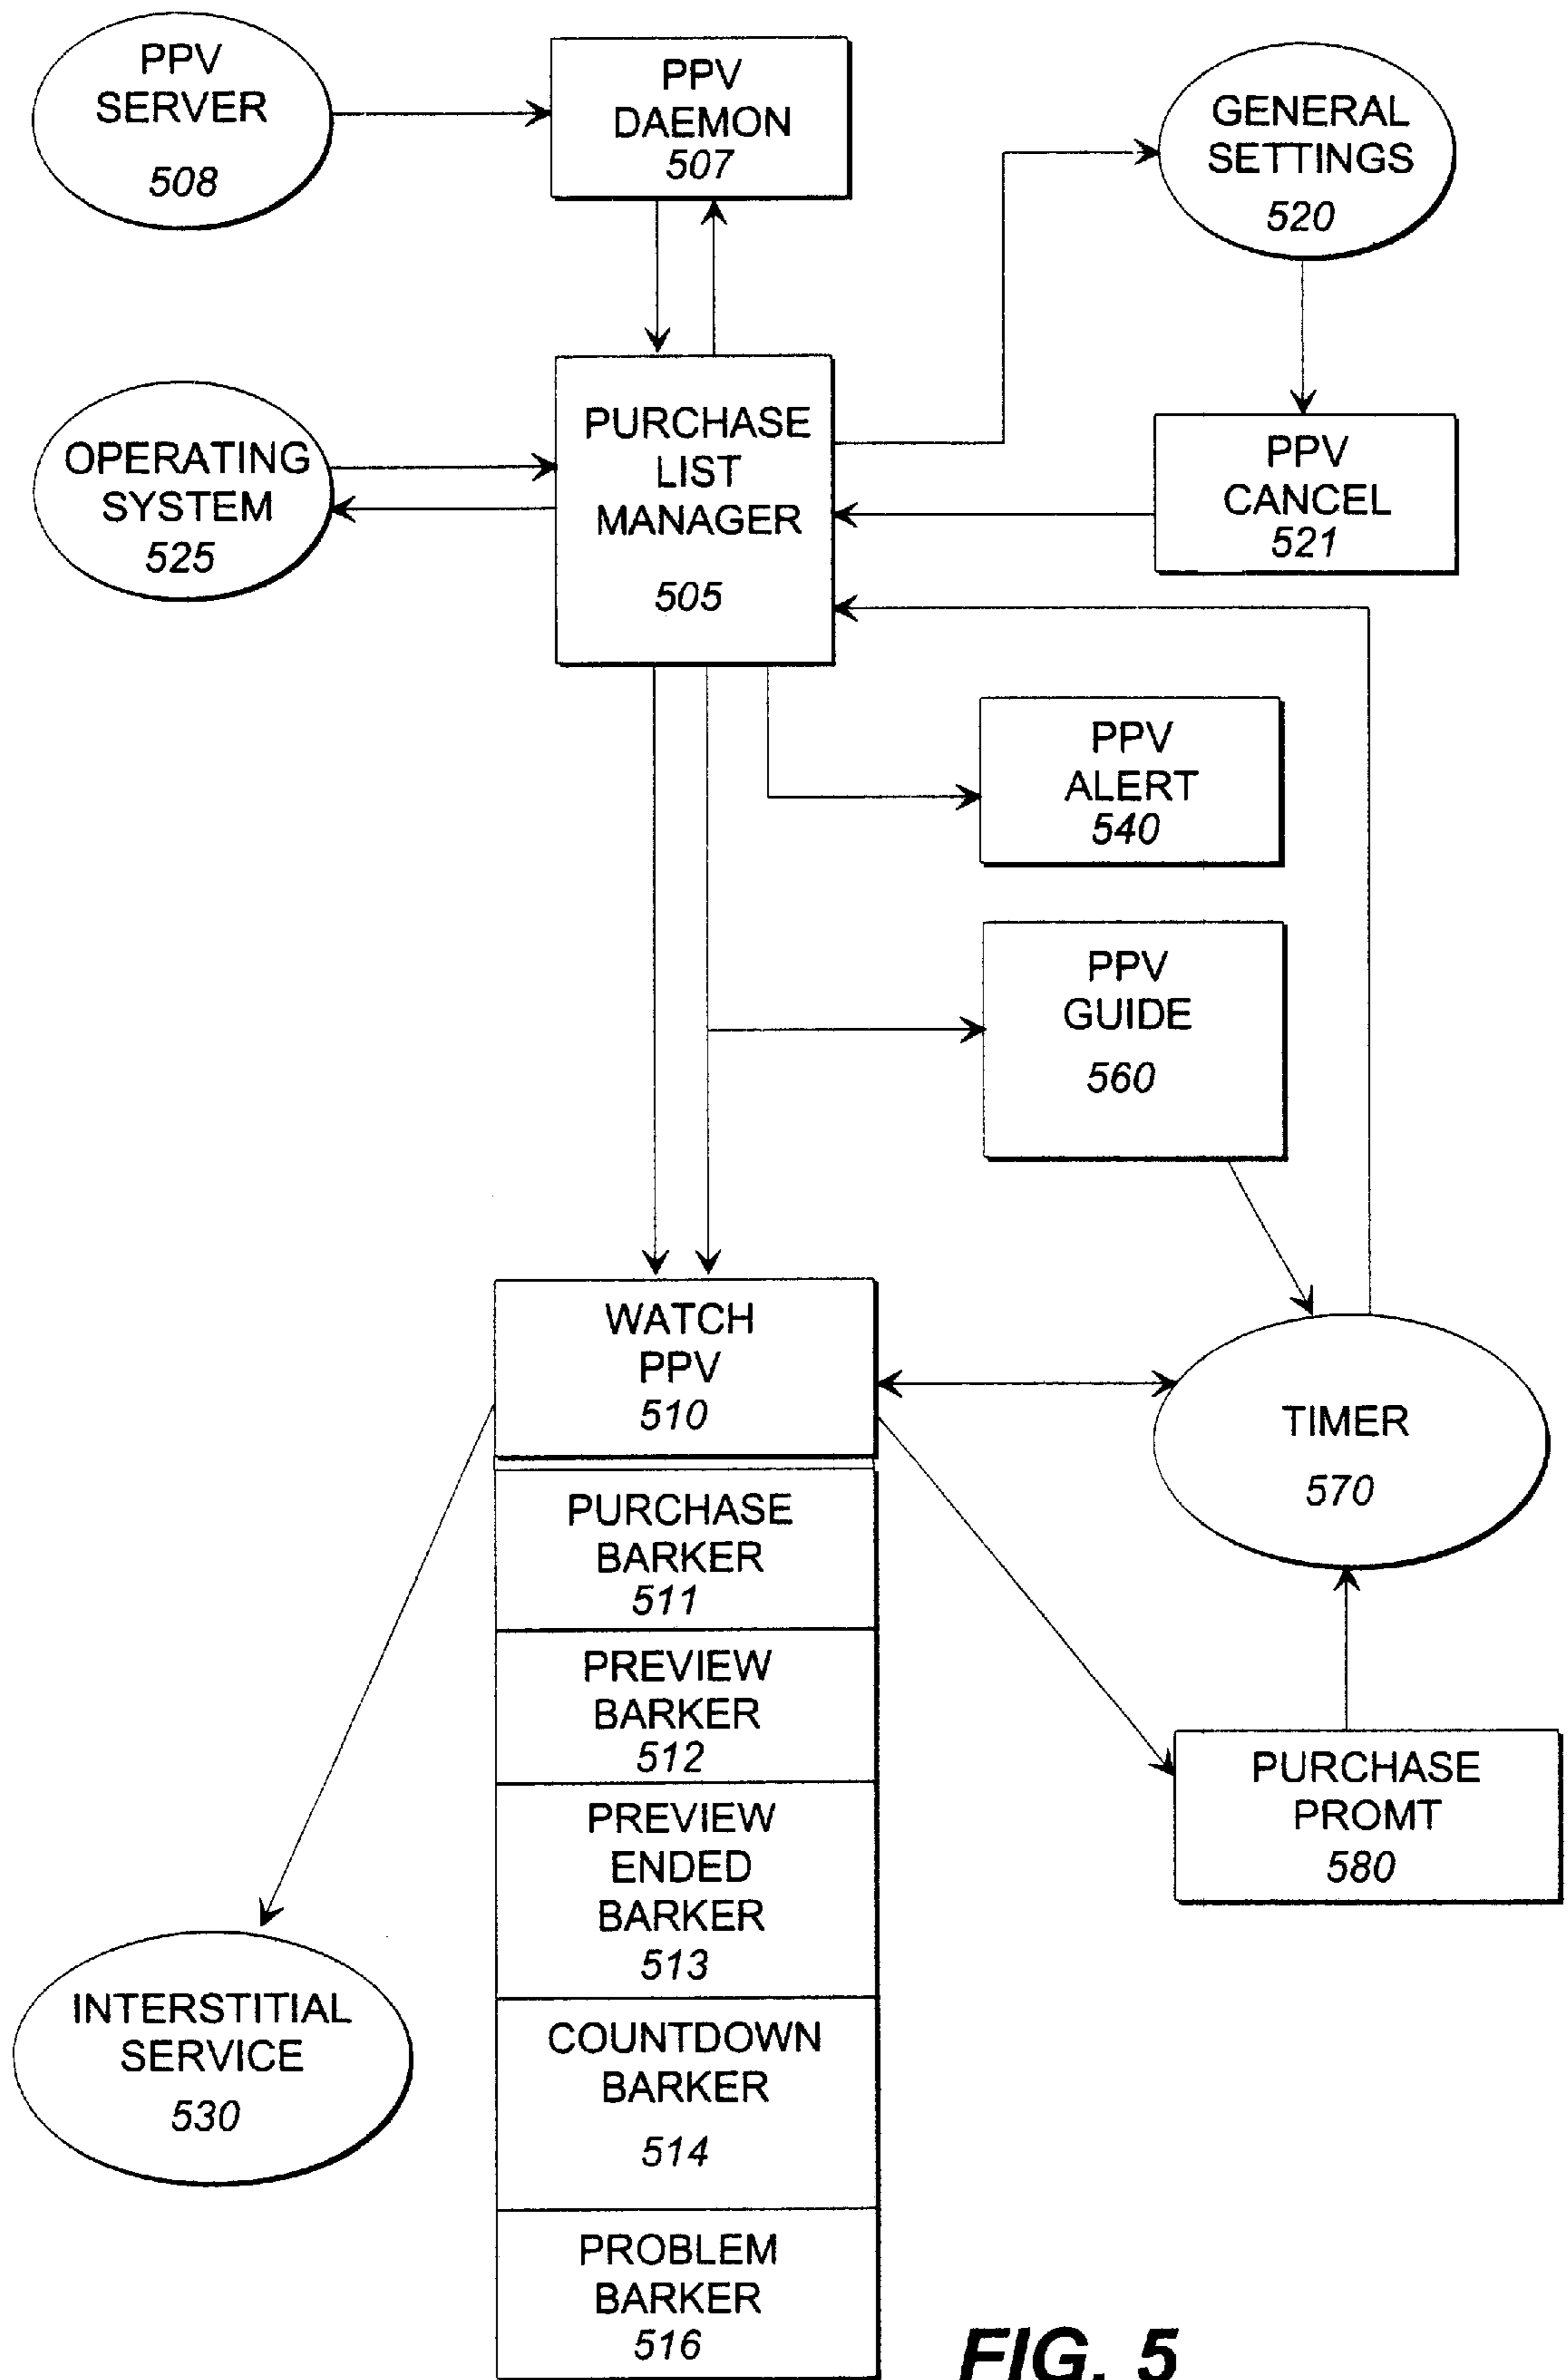 PPV
SERVER
508
PPV
DAEMON
507
GENERAL
SETTINGS
520
OPERATING
SYSTEM
525
PURCHASE
LIST
MANAGER
505
PPV
CANCEL
521
PPV
ALERT
540
PPV
GUIDE
560
WATCH
PPV
510
TIMER
570
PURCHASE
BARKER
511
PREVIEW
BARKER
512
PURCHASE
PROMT
580
PREVIEW
ENDED
BARKER
513
INTERSTITIAL
SERVICE
530
COUNTDOWN
BARKER
514
PROBLEM
BARKER
516
FIG. 5